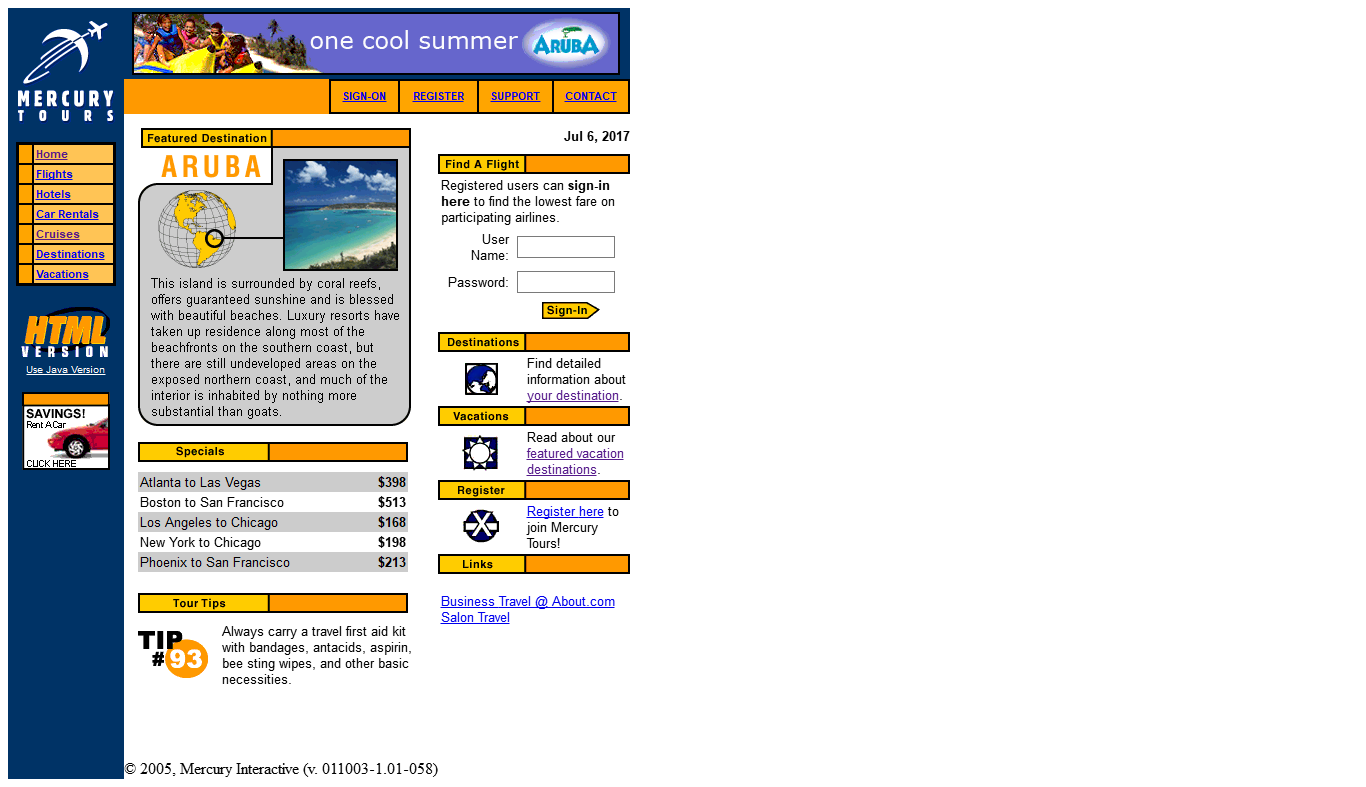 one cool summer ARUBA
MERCURY
TOURS
SIGN-ON REGISTER SUPPORT CONTACT
Home
Flights
Hotels
Car Rentals
Cruises
Destinations
Vacations
HTML
VERSION
Use Java Version
SAVINGS!
Rent A Car
CLICK HERE
Featured Destination
ARUBA
This island is surrounded by coral reefs,
offers guaranteed sunshine and is blessed
with beautiful beaches. Luxury resorts have
taken up residence along most of the
beachfronts on the southern coast, but
there are still undeveloped areas on the
exposed northern coast, and much of the
interior is inhabited by nothing more
substantial than goats.
Specials
Atlanta to Las Vegas $398
Boston to San Francisco $513
Los Angeles to Chicago $168
New York to Chicago $198
Phoenix to San Francisco $213
Tour Tips
TIP
#93
Always carry a travel first aid kit
with bandages, antacids, aspirin,
bee sting wipes, and other basic
necessities.
Jul 6, 2017
Find A Flight
Registered users can sign-in
here to find the lowest fare on
participating airlines.
User
Name:
Password:
Sign-In
Destinations
Find detailed
information about
your destination.
Vacations
Read about our
featured vacation
destinations.
Register
Register here to
join Mercury
Tours!
Links
Business Travel @ About.com
Salon Travel
© 2005, Mercury Interactive (v. 011003-1.01-058)